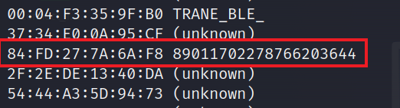 00:04:F3:35:9F:B0 TRANE_BLE_
37:34:F0:0A:95:CE (unknown)
84:FD:27:7A:6A:F8 89011702278766203644
2F:2E:DE:13:40:DA (unknown)
54:44:A3:5D:94:73 (unknown)